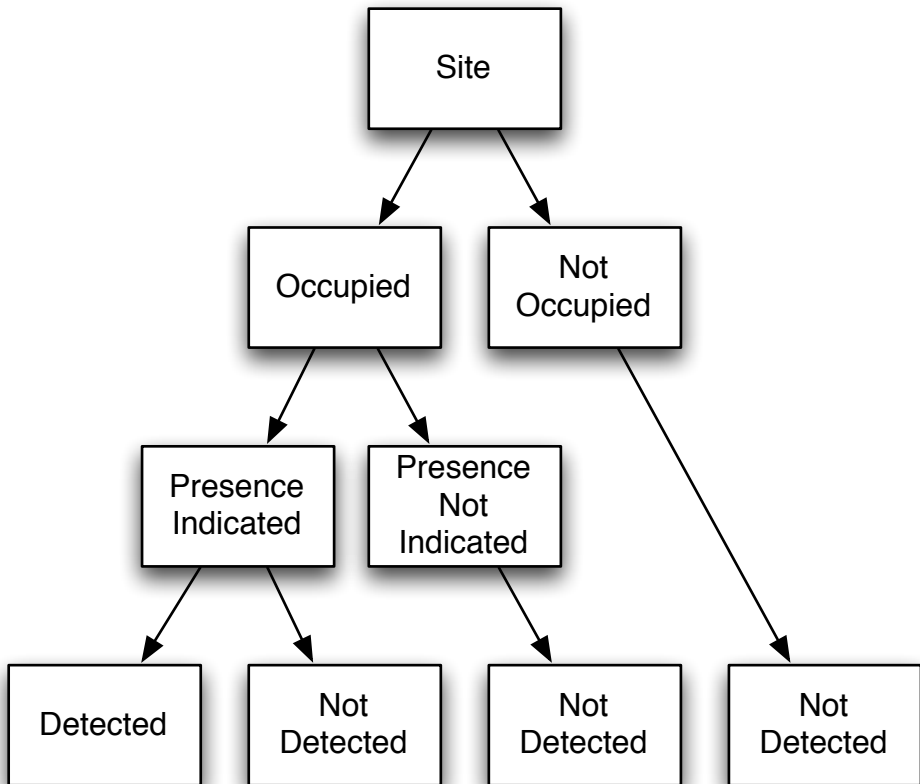 Site
Occupied
Not
Occupied
Presence
Indicated
Presence
Not
Indicated
Detected
Not
Detected
Not
Detected
Not
Detected